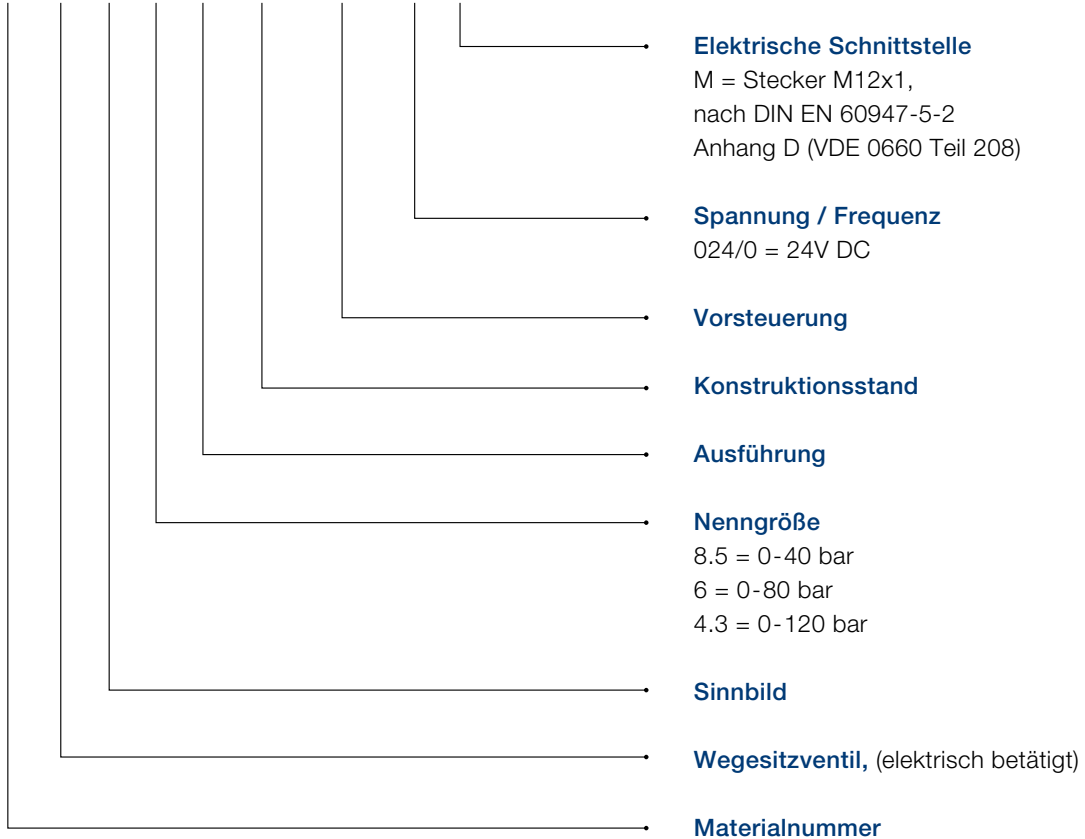 Elektrische Schnittstelle
M = Stecker M12x1,
nach DIN EN 60947-5-2
Anhang D (VDE 0660 Teil 208)
Spannung / Frequenz
024/0 = 24V DC
Vorsteuerung
Konstruktionsstand
Ausführung
Nenngröße
8.5 = 0-40 bar
6 = 0-80 bar
4.3 = 0-120 bar
Sinnbild
Wegesitzventil, (elektrisch betätigt)
Materialnummer